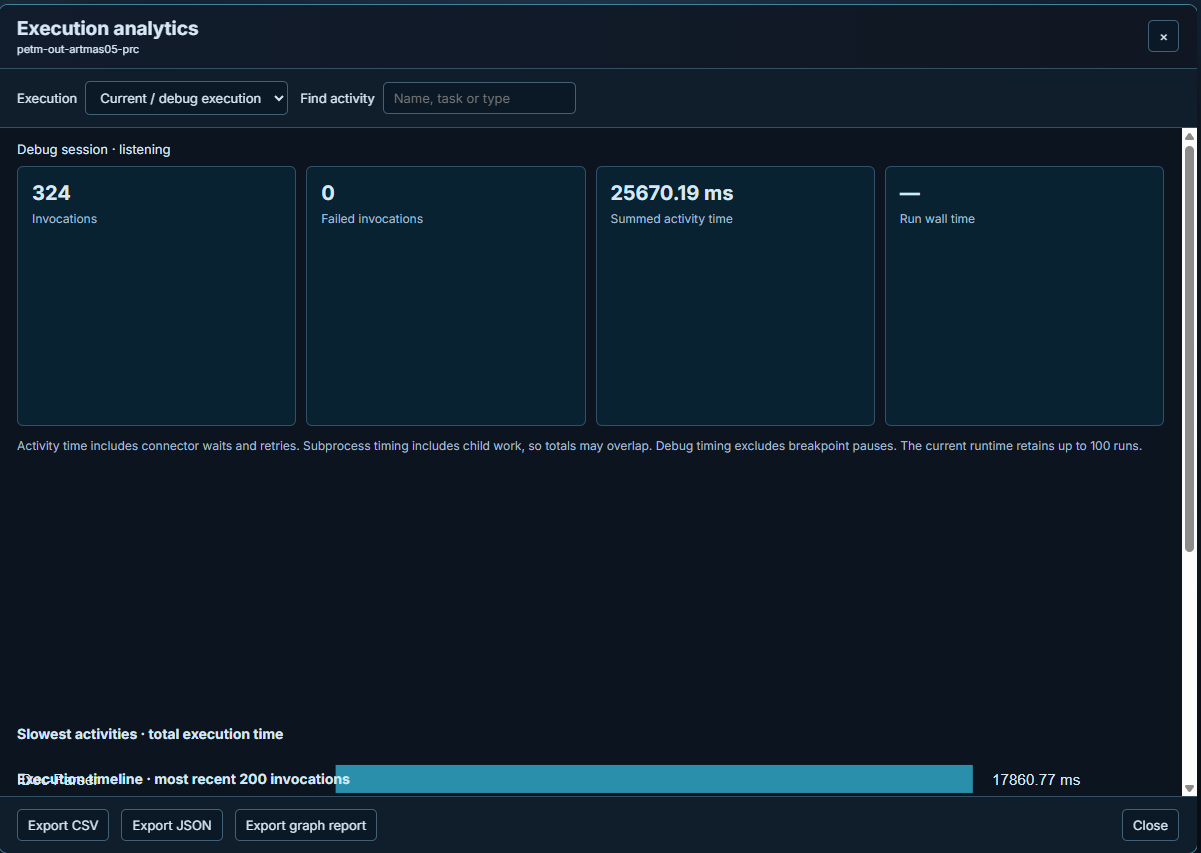 Execution analytics
petm-out-artmas05-prc
×
Execution Current / debug execution Find activity Name, task or type
Debug session · listening
324
Invocations
0
Failed invocations
25670.19 ms
Summed activity time
—
Run wall time
Activity time includes connector waits and retries. Subprocess timing includes child work, so totals may overlap. Debug timing excludes breakpoint pauses. The current runtime retains up to 100 runs.
Slowest activities · total execution time
Execution timeline · most recent 200 invocations
17860.77 ms
Export CSV Export JSON Export graph report Close